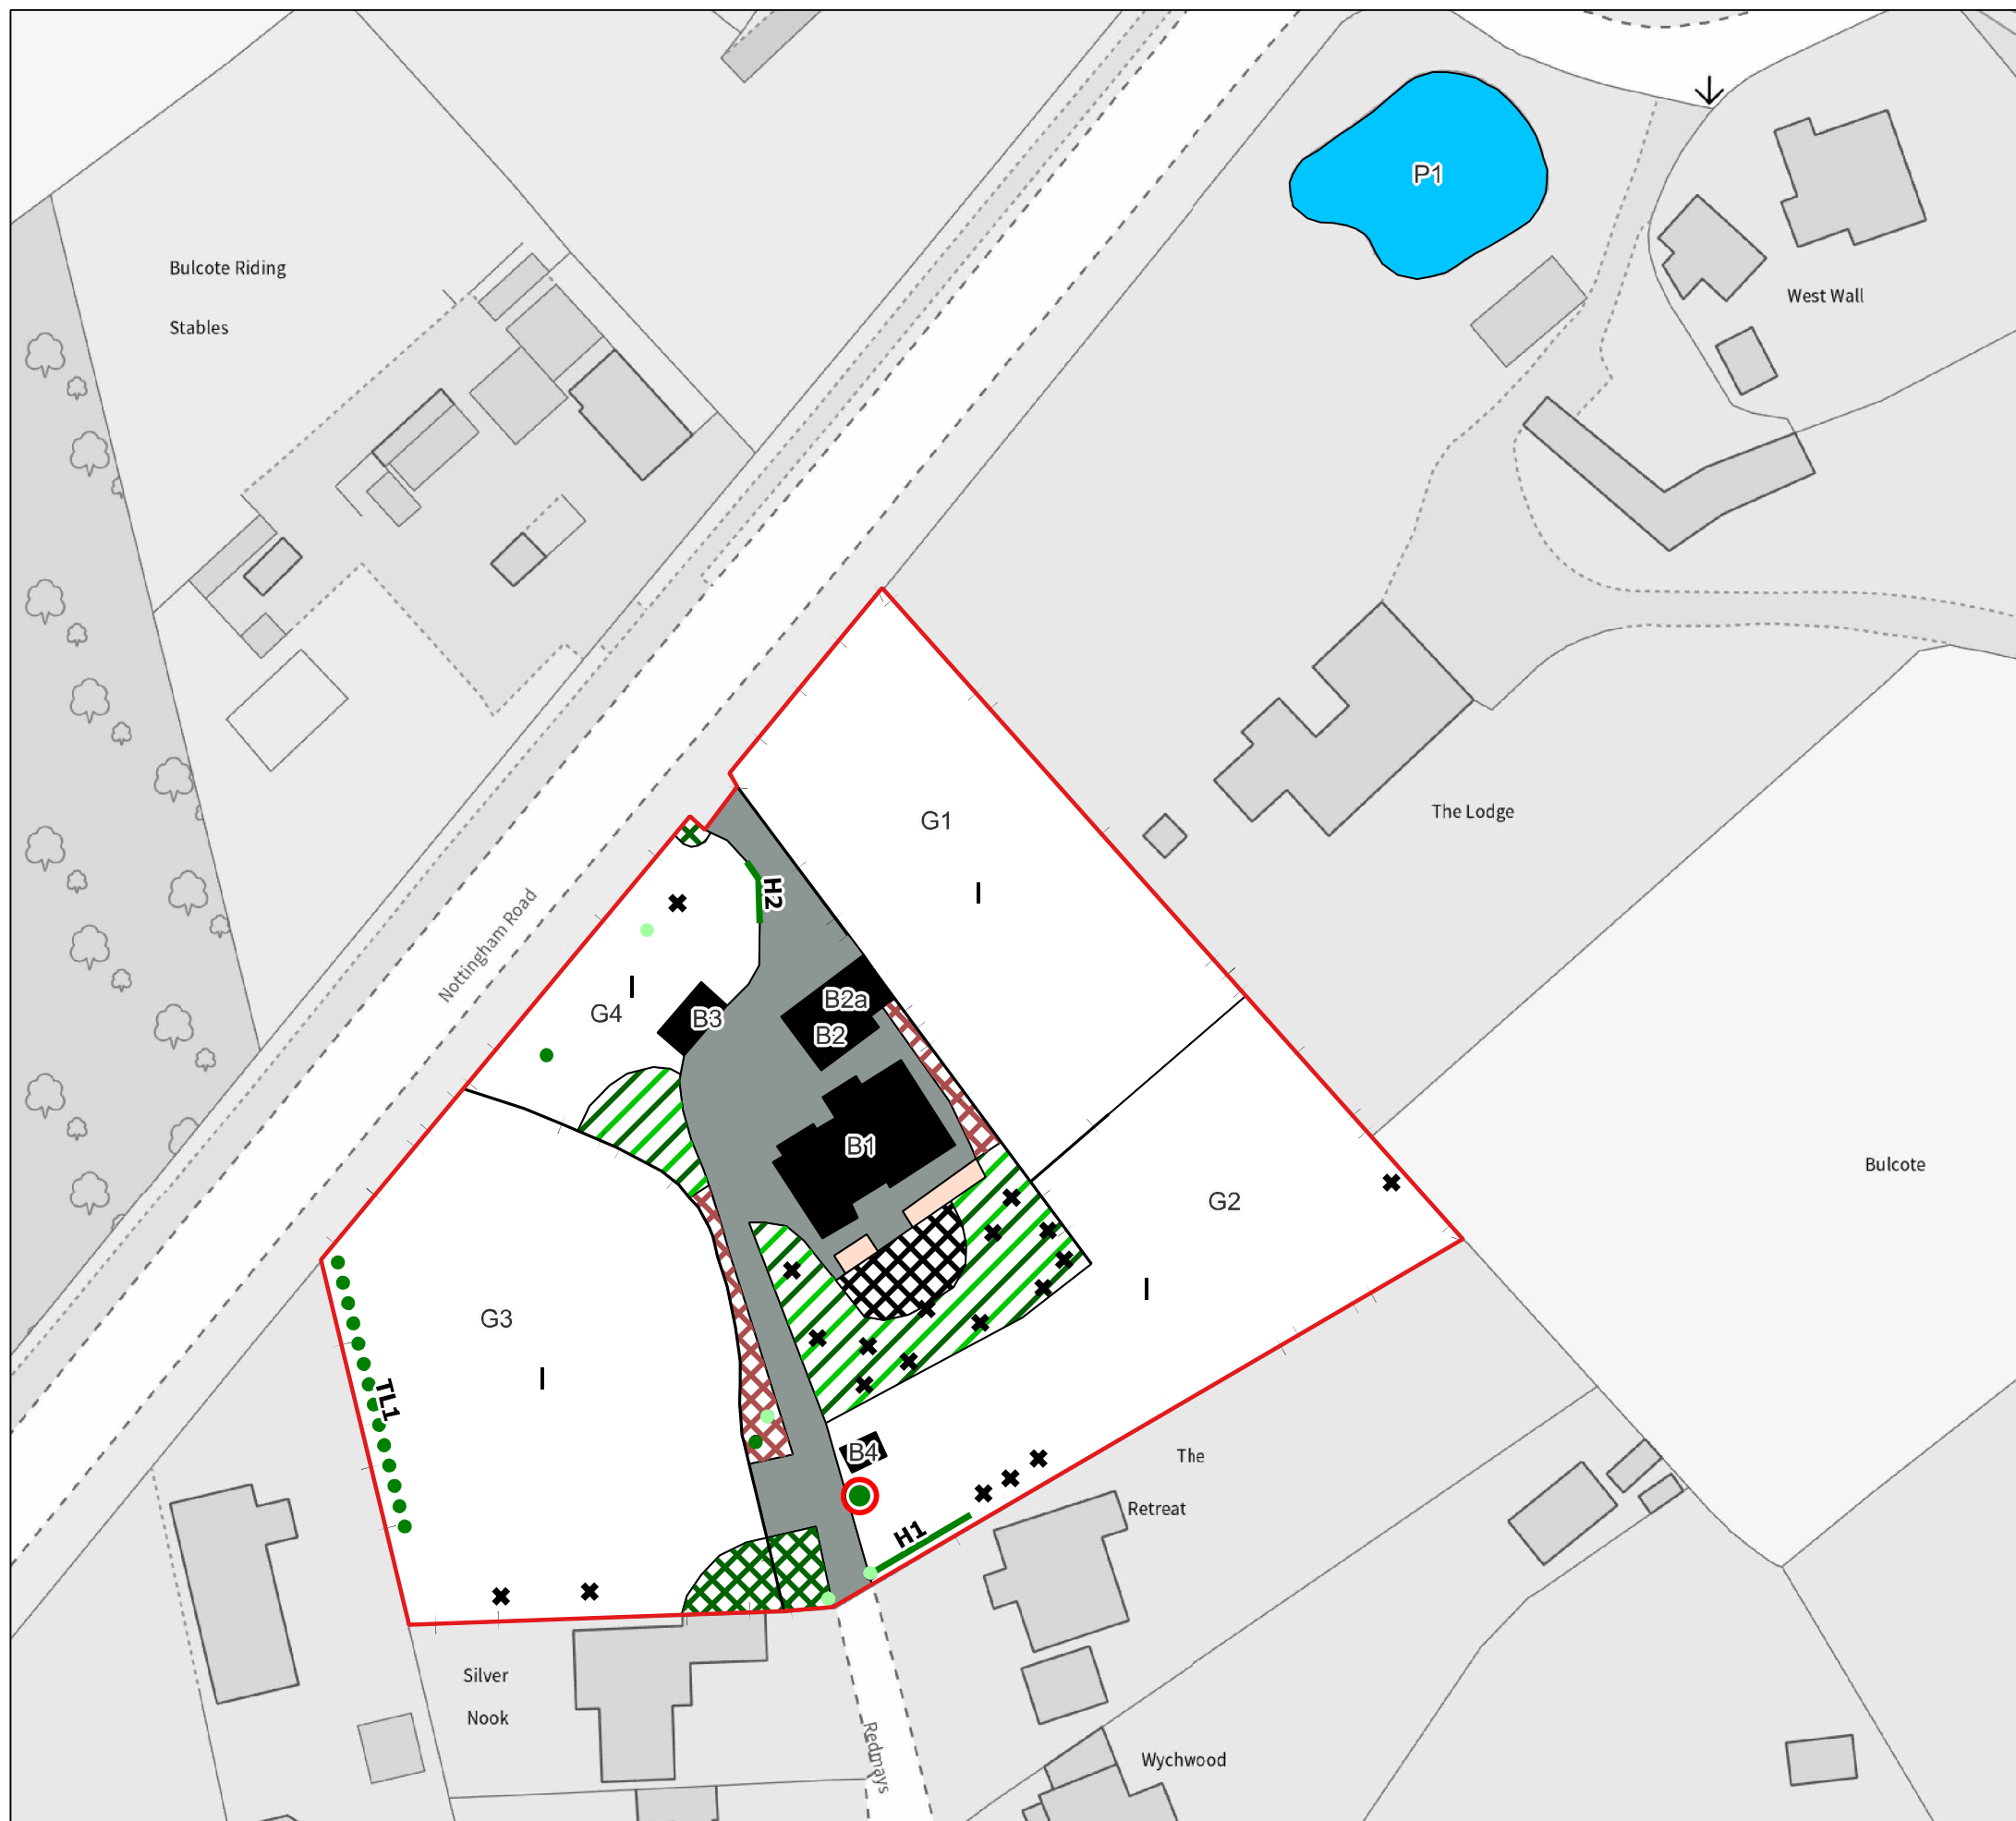 P1
Bulcote Riding
Stables
West Wall
The Lodge
G1
I
H2
Nottingham Road
I
G4
B3
B2a
B2
B1
Bulcote
G2
I
G3
I
TL1
B4
The
Retreat
H1
Silver
Nook
Redmays
Wychwood